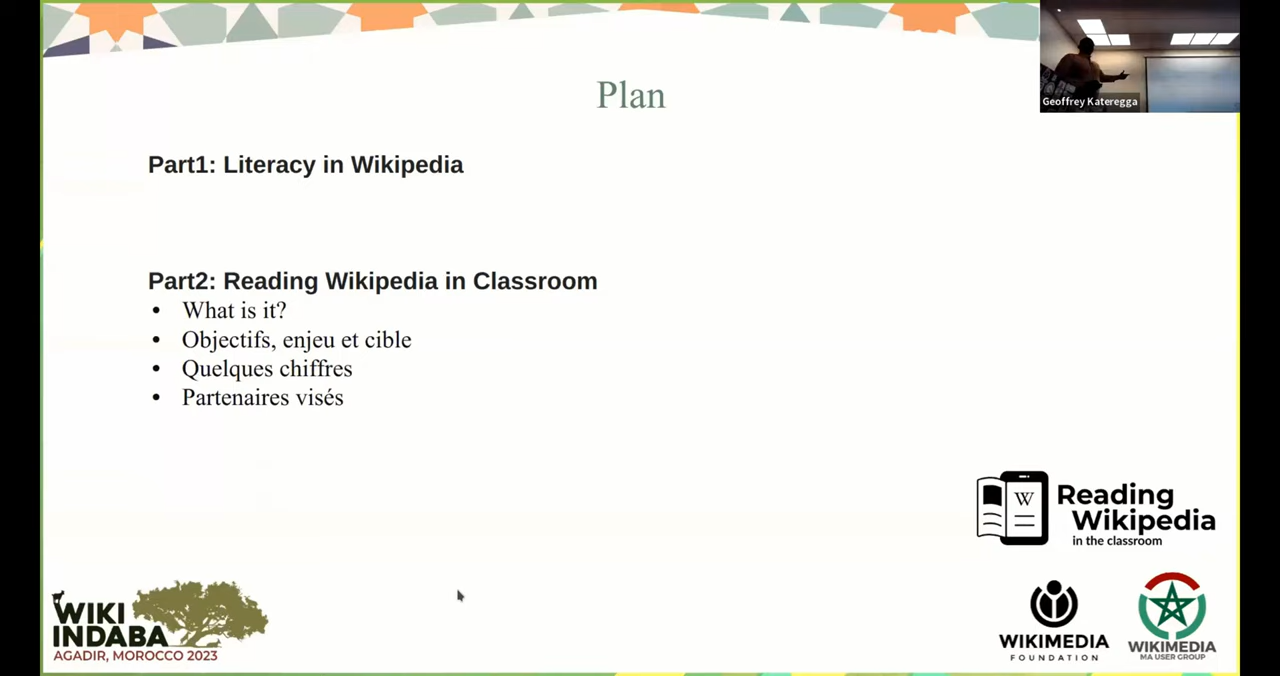 Plan
Geoffrey Kateregga
Part1: Literacy in Wikipedia
Part2: Reading Wikipedia in Classroom
• What is it?
• Objectifs, enjeu et cible
• Quelques chiffres
• Partenaires visés
W
Reading
Wikipedia
in the classroom
WIKI
INDABA
AGADIR, MOROCCO 2023
WIKIMEDIA
FOUNDATION
WIKIMEDIA
MA USER GROUP